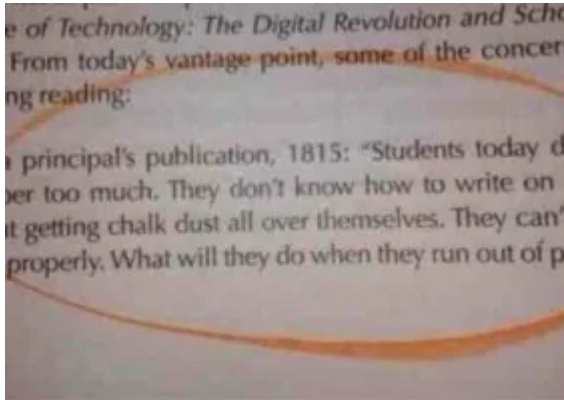 e of Technology: The Digital Revolution and Scho
From today's vantage point, some of the concer
ng reading:
principal's publication, 1815: "Students today d
per too much. They don't know how to write on
t getting chalk dust all over themselves. They can'
properly. What will they do when they run out of p